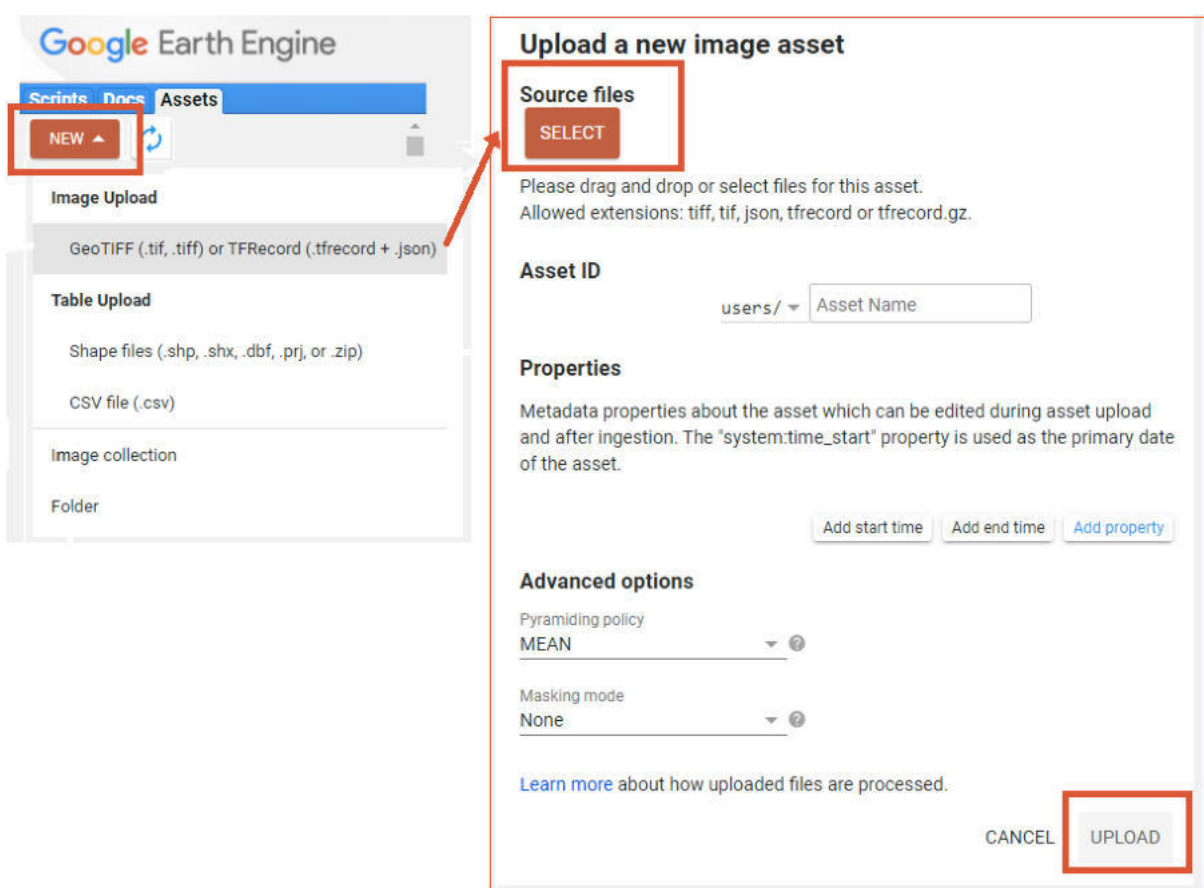 Google Earth Engine
Scripts Docs Assets
NEW
Image Upload
GeoTIFF (.tif, .tiff) or TFRecord (.tfrecord + .json)
Table Upload
Shape files (.shp, .shx, .dbf, .prj, or .zip)
CSV file (.csv)
Image collection
Folder
Upload a new image asset
Source files
SELECT
Please drag and drop or select files for this asset.
Allowed extensions: tiff, tif, json, tfrecord or tfrecord.gz.
Asset ID
users/ Asset Name
Properties
Metadata properties about the asset which can be edited during asset upload
and after ingestion. The "system:time_start" property is used as the primary date
of the asset.
Add start time Add end time Add property
Advanced options
Pyramiding policy
MEAN
Masking mode
None
Learn more about how uploaded files are processed.
CANCEL UPLOAD